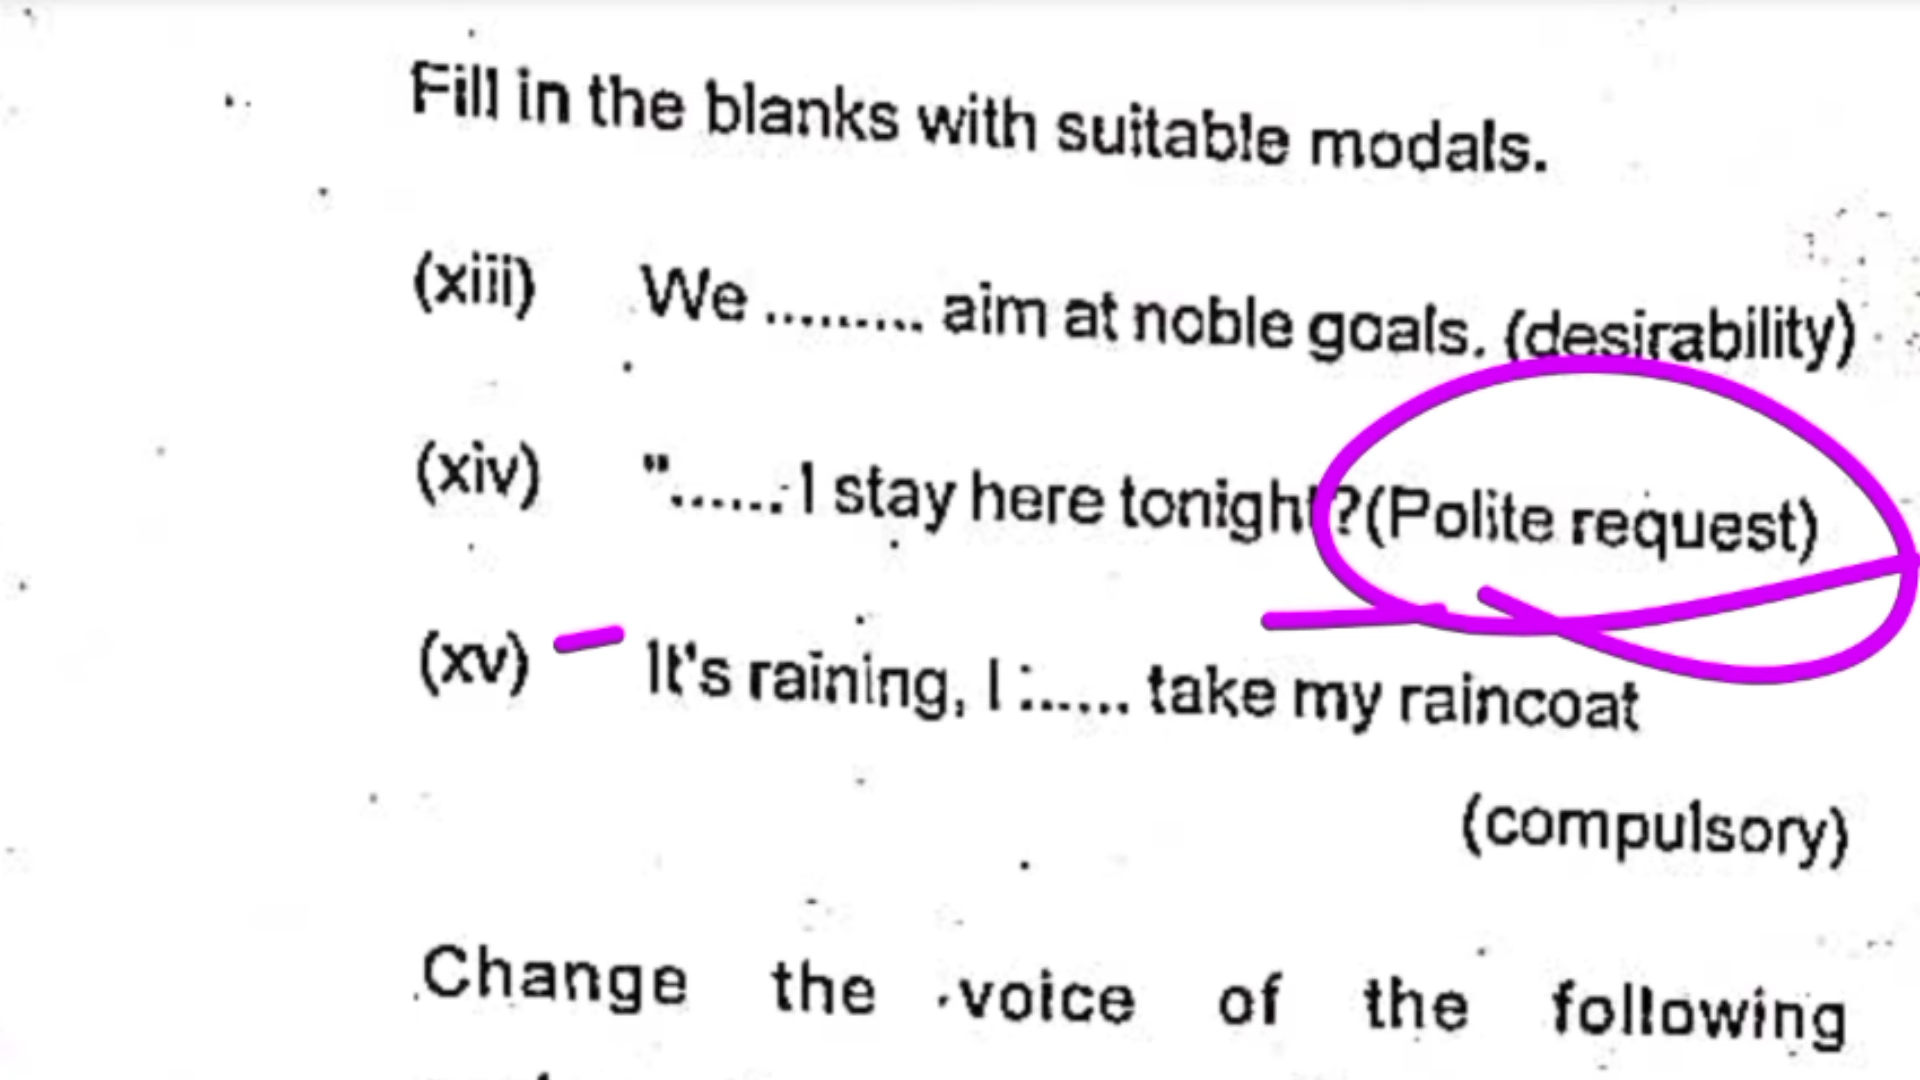 Fill in the blanks with suitable modals.
(xiii) We ......... aim at noble goals. (desirability)
(xiv) "...... I stay here tonight?(Polite request)
(xv) It's raining, I ...... take my raincoat
(compulsory)
Change the voice of the following